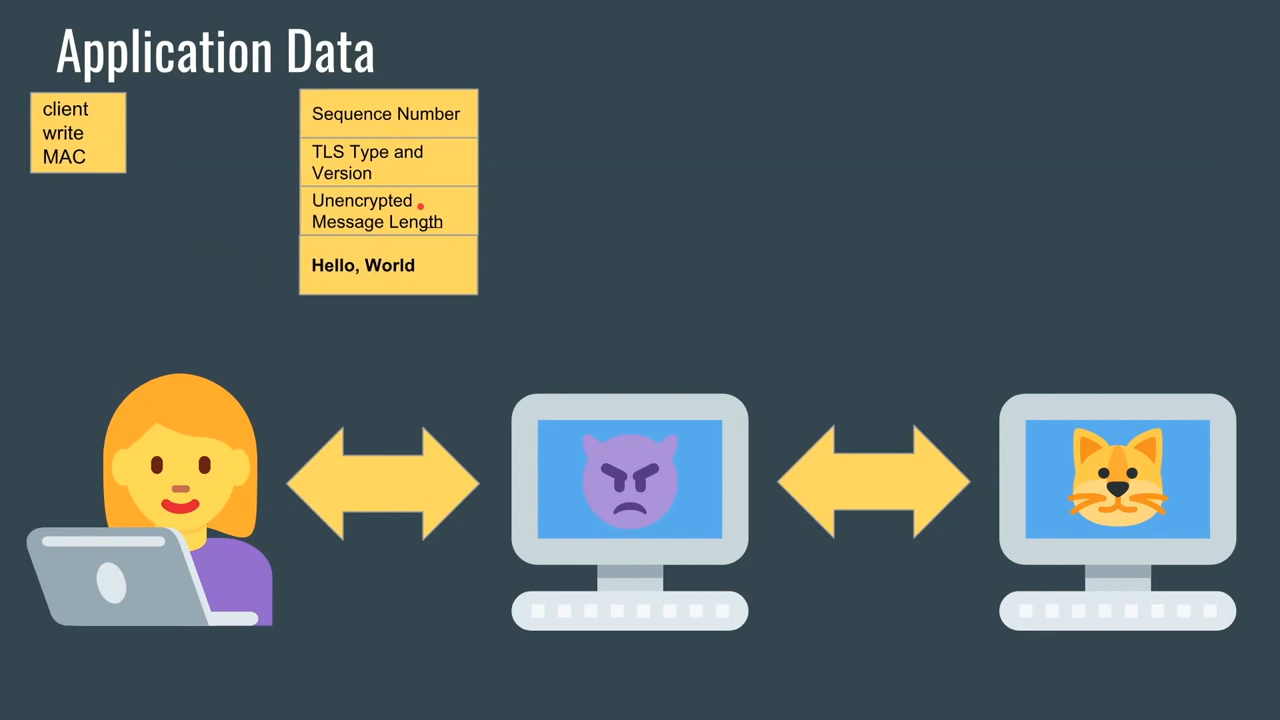 Application Data
client
write
MAC
Sequence Number
TLS Type and
Version
Unencrypted
Message Length
Hello, World